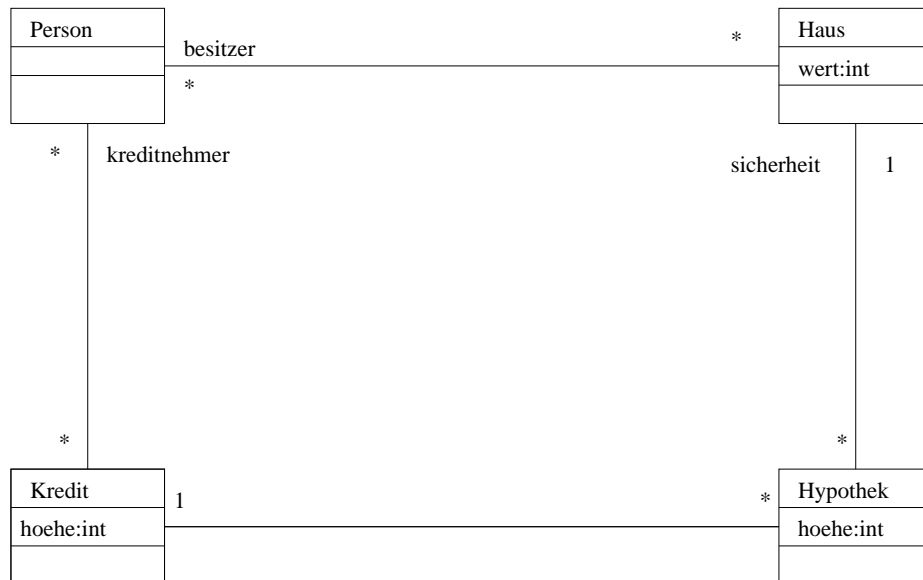 Person
Haus
besitzer
*
wert:int
*
*
kreditnehmer
sicherheit
1
*
*
Kredit
1
*
Hypothek
hoehe:int
hoehe:int